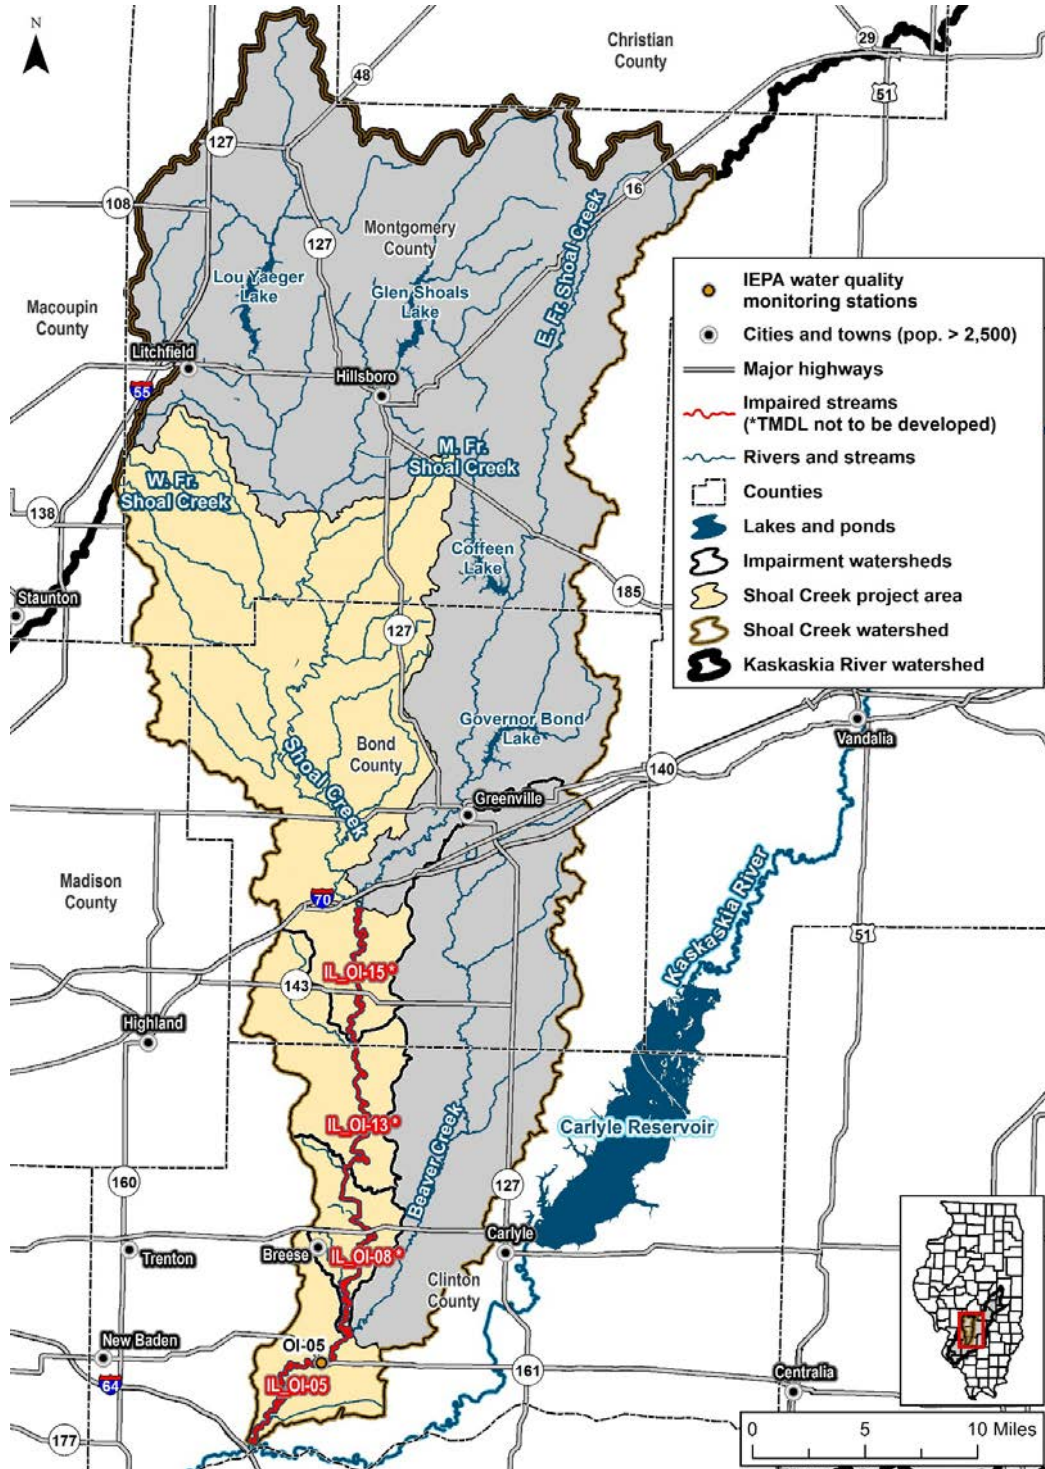 N
Christian
County
29
51
48
127
108
16
127
Montgomery
County
Lou Yaeger
Lake
Glen Shoals
Lake
E. Fr. Shoal Creek
Macoupin
County
Litchfield
Hillsboro
55
M. Fr.
Shoal Creek
W. Fr.
Shoal Creek
138
Coffeen
Lake
185
Staunton
127
IEPA water quality
monitoring stations
Cities and towns (pop. > 2,500)
Major highways
Impaired streams
(*TMDL not to be developed)
Rivers and streams
Counties
Lakes and ponds
Impairment watersheds
Shoal Creek project area
Shoal Creek watershed
Kaskaskia River watershed
Governor Bond
Lake
Vandalia
Shoal Creek
Bond
County
140
Greenville
Madison
County
70
Kaskaskia River
51
IL_OI-15*
143
Highland
IL_OI-13*
Carlyle Reservoir
Beaver Creek
160
127
Trenton
Breese
IL_OI-08*
Carlyle
Clinton
County
New Baden
OI-05
161
Centralia
64
IL_OI-05
177
0 5 10 Miles